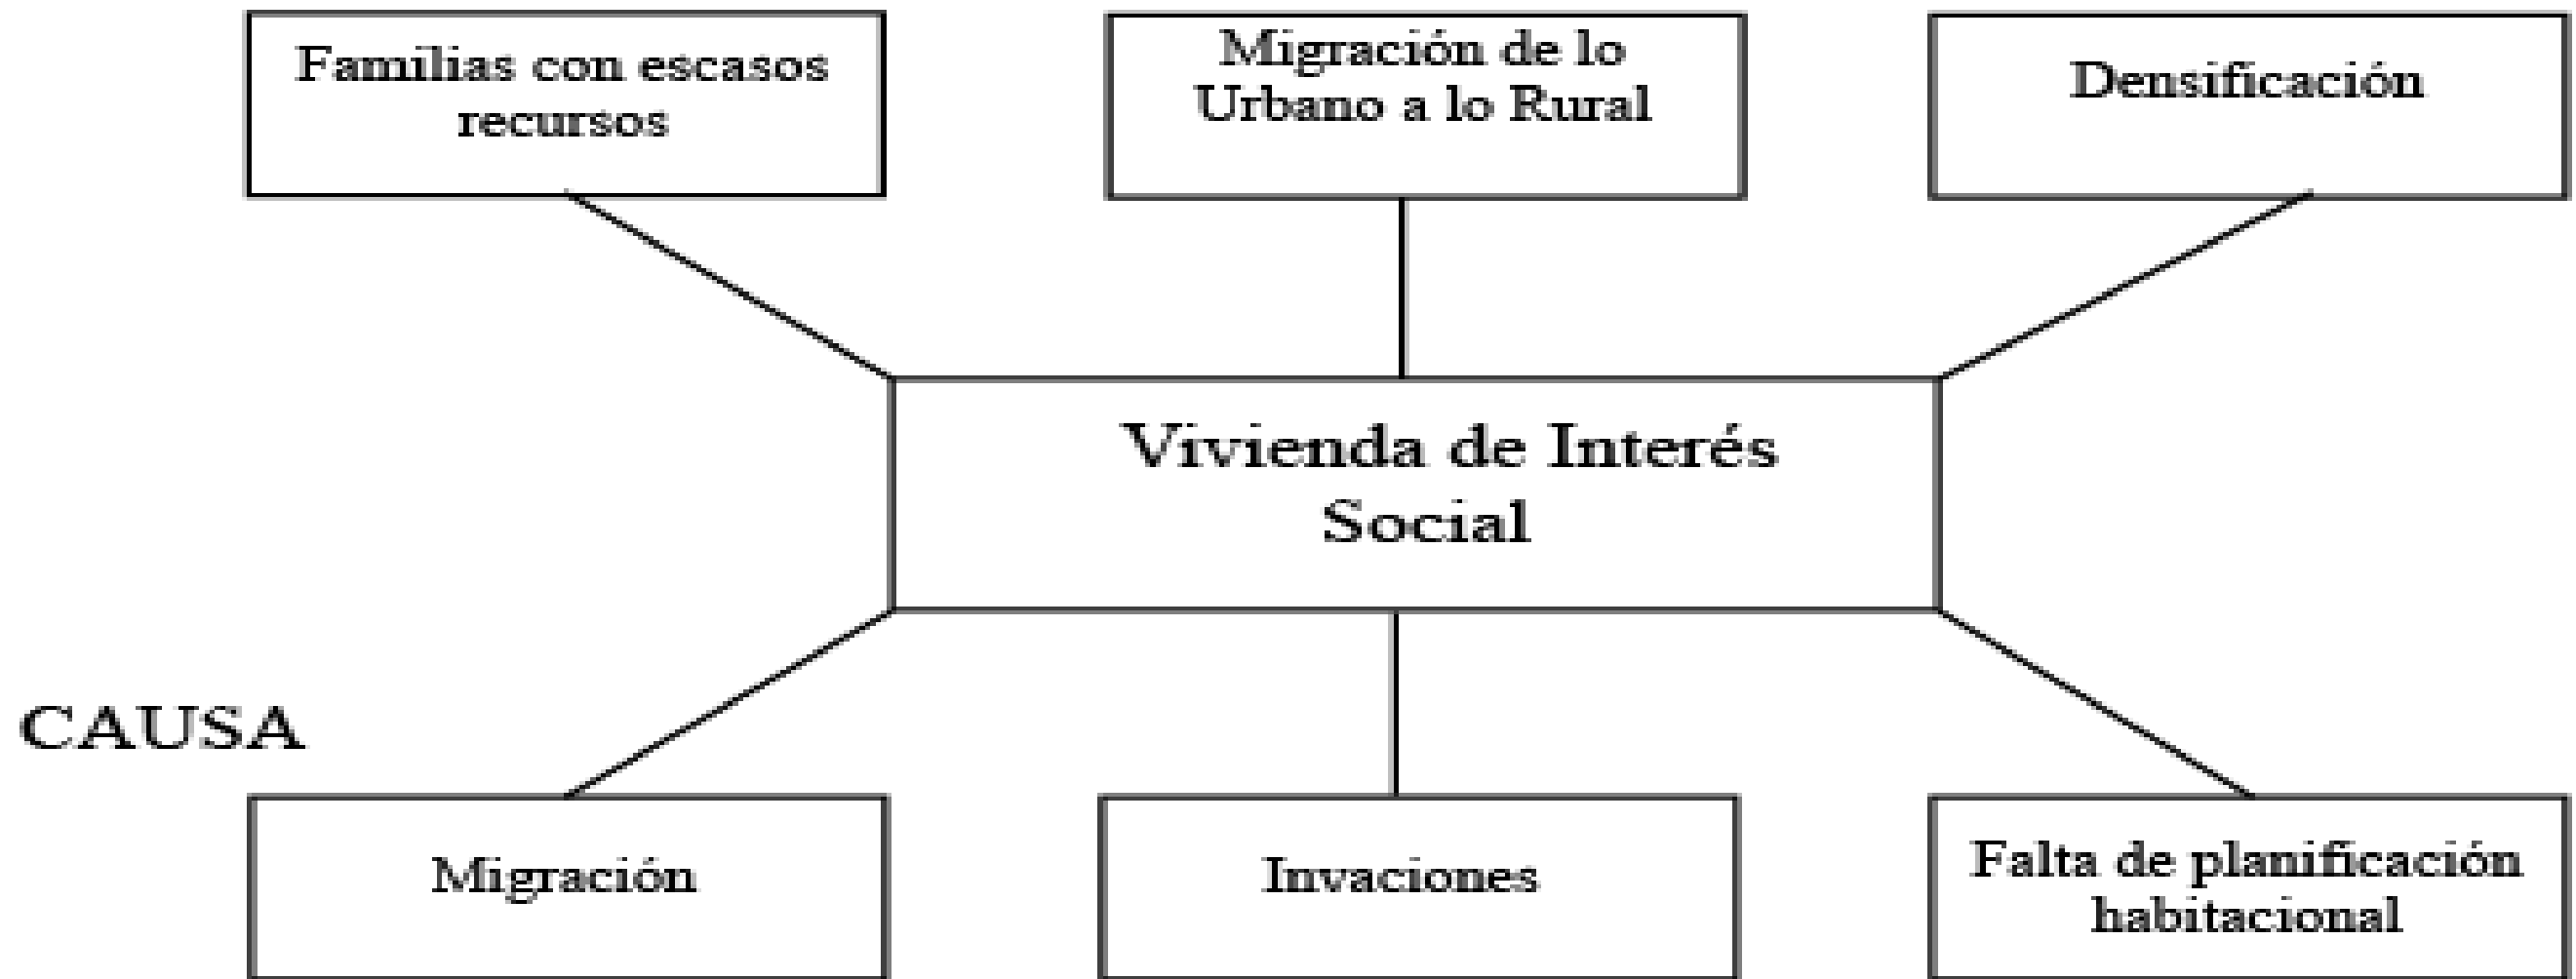 Familias con escasos
recursos
Migración de lo
Urbano a lo Rural
Densificación
Vivienda de Interés
Social
CAUSA
Migración
Invaciones
Falta de planificación
habitacional